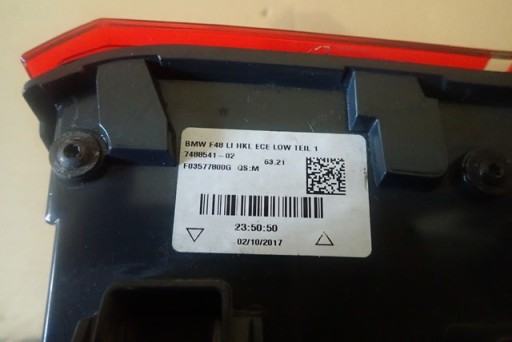 BMW F48 LI HKL ECE LOW TEIL 1
7488541-02 63.21
F03577800G QS:M
23:50:50
02/10/2017